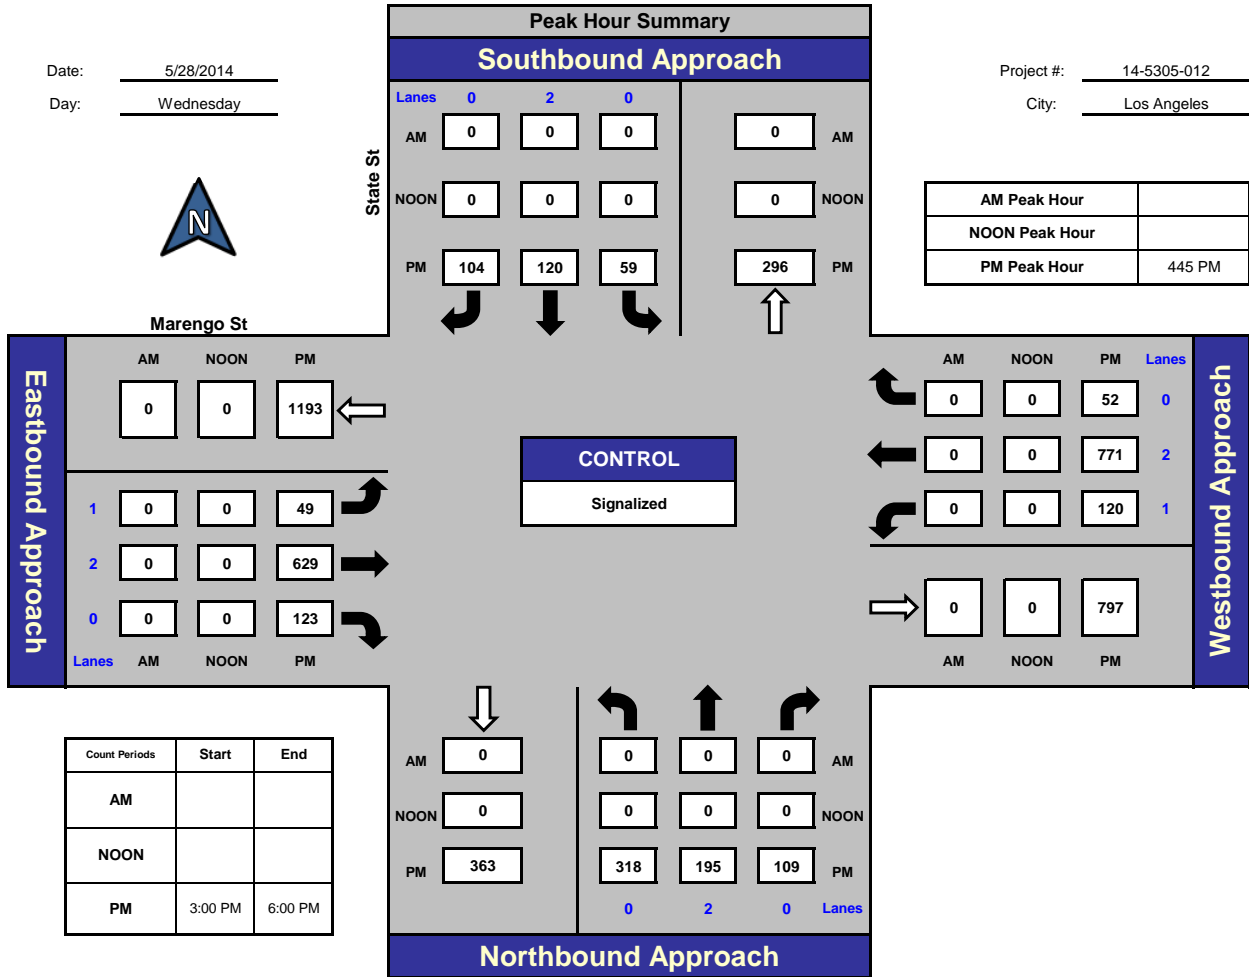 Peak Hour Summary
Southbound Approach
Date: 5/28/2014
Day: Wednesday
Project #: 14-5305-012
City: Los Angeles
N
State St
Lanes 0 2 0
AM 0 0 0 0 AM
NOON 0 0 0 0 NOON
PM 104 120 59 296 PM
AM Peak Hour
NOON Peak Hour
PM Peak Hour 445 PM
Marengo St
Eastbound Approach
AM NOON PM
0 0 1193
1 0 0 49
2 0 0 629
0 0 0 123
Lanes AM NOON PM
CONTROL
Signalized
AM NOON PM Lanes
0 0 52 0
0 0 771 2
0 0 120 1
0 0 797
AM NOON PM
Westbound Approach
Count Periods Start End
AM
NOON
PM 3:00 PM 6:00 PM
AM 0 0 0 0 AM
NOON 0 0 0 0 NOON
PM 363 318 195 109 PM
0 2 0 Lanes
Northbound Approach